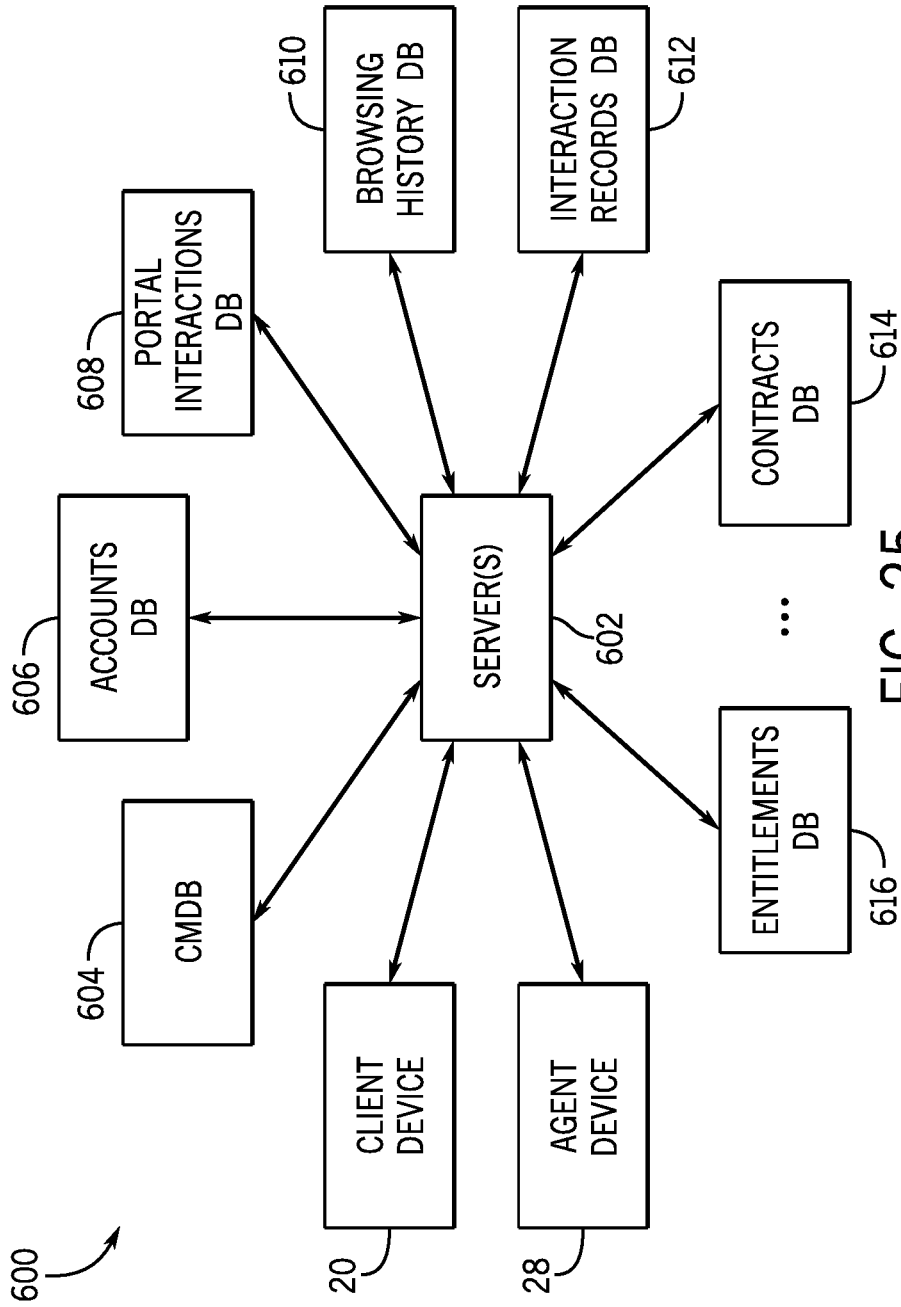 600
606
ACCOUNTS
DB
604
CMDB
608
PORTAL
INTERACTIONS
DB
20
CLIENT
DEVICE
610
BROWSING
HISTORY DB
SERVER(S)
602
28
AGENT
DEVICE
612
INTERACTION
RECORDS DB
616
ENTITLEMENTS
DB
...
614
CONTRACTS
DB
FIG. 25